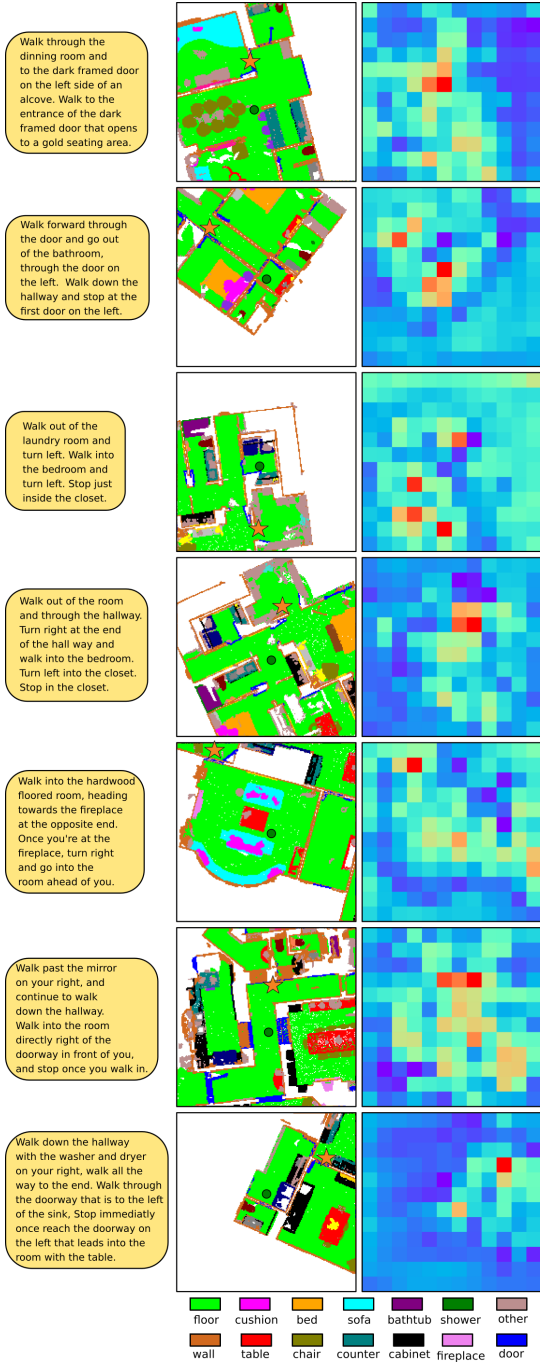 Walk through the
dinning room and
to the dark framed door
on the left side of an
alcove. Walk to the
entrance of the dark
framed door that opens
to a gold seating area.
Walk forward through
the door and go out
of the bathroom,
through the door on
the left. Walk down the
hallway and stop at the
first door on the left.
Walk out of the
laundry room and
turn left. Walk into
the bedroom and
turn left. Stop just
inside the closet.
Walk out of the room
and through the hallway.
Turn right at the end
of the hall way and
walk into the bedroom.
Turn left into the closet.
Stop in the closet.
Walk into the hardwood
floored room, heading
towards the fireplace
at the opposite end.
Once you're at the
fireplace, turn right
and go into the
room ahead of you.
Walk past the mirror
on your right, and
continue to walk
down the hallway.
Walk into the room
directly right of the
doorway in front of you,
and stop once you walk in.
Walk down the hallway
with the washer and dryer
on your right, walk all the
way to the end. Walk through
the doorway that is to the left
of the sink, Stop immediatly
once reach the doorway on
the left that leads into the
room with the table.
floor cushion bed sofa bathtub shower other
wall table chair counter cabinet fireplace door